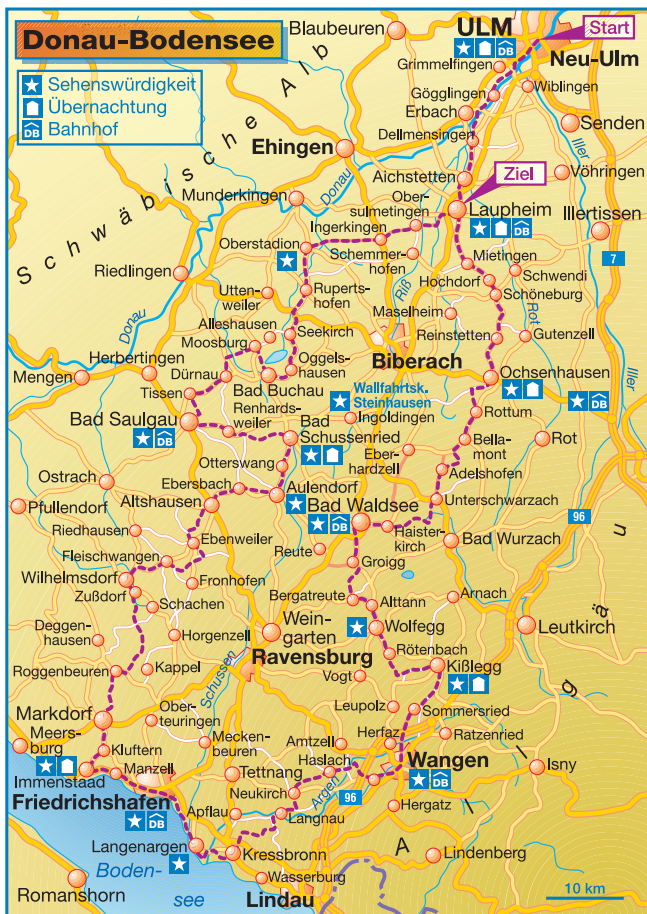 Donau-Bodensee
Sehenswürdigkeit
Übernachtung
DB Bahnhof
Blaubeuren
ULM
DB
Start
Neu-Ulm
Grimmelfingen
Wiblingen
Gögglingen
Erbach
Senden
Dellmensingen
Iller
Schwäbische Alb
Ehingen
Donau
Aichstetten
Vöhringen
Ziel
Munderkingen
Ober-
sulmetingen
Laupheim
DB
Illertissen
Ingerkingen
Oberstadion
Schemmer-
hofen
7
Mietingen
Riedlingen
Riß
Hochdorf
Schwendi
Utten-
weiler
Ruperts-
hofen
Schöneburg
Donau
Maselheim
Rot
Alleshausen
Moosburg
Seekirch
Reinstetten
Gutenzell
Herbertingen
Biberach
Mengen
Dürnau
Oggels-
hausen
Ochsenhausen
Iller
Tissen
Bad Buchau
Wallfahrtsk.
Steinhausen
DB
Renhards-
weiler
Ingoldingen
Rottum
Bad Saulgau
DB
Bad
Schussenried
Bella-
mont
Rot
Otterswang
Eber-
hardzell
Adelshofen
Ostrach
Ebersbach
Aulendorf
Pfullendorf
Altshausen
Bad Waldsee
DB
Unterschwarzach
96
Riedhausen
Ebenweiler
Haister-
kirch
Bad Wurzach
Reute
Fleischwangen
Groigg
Wilhelmsdorf
Fronhofen
Zußdorf
Bergatreute
Arnach
Schachen
Alttann
Deggen-
hausen
Horgenzell
Wein-
garten
Wolfegg
Leutkirch
Ravensburg
Rötenbach
Roggenbeuren
Kappel
Schussen
Vogt
Kißlegg
Leupolz
Sommersried
Markdorf
Ober-
teuringen
Meers-
burg
Mecken-
beuren
Amtzell
Herfaz
Ratzenried
Kluftern
Immenstaad
Manzell
Haslach
Wangen
DB
Isny
Tettnang
Friedrichshafen
DB
Neukirch
Argen
96
Hergatz
Apflau
Langnau
Allgäu
Langenargen
Kressbronn
Lindenberg
Boden-
see
Wasserburg
Romanshorn
Lindau
10 km